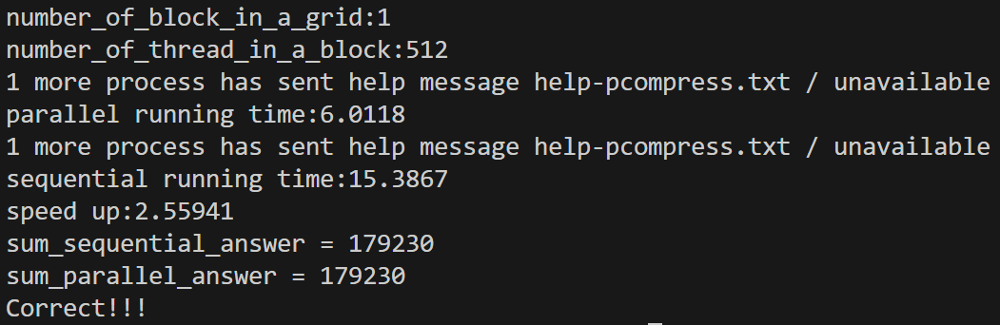 number_of_block_in_a_grid:1
number_of_thread_in_a_block:512
1 more process has sent help message help-pcompress.txt / unavailable
parallel running time:6.0118
1 more process has sent help message help-pcompress.txt / unavailable
sequential running time:15.3867
speed up:2.55941
sum_sequential_answer = 179230
sum_parallel_answer = 179230
Correct!!!